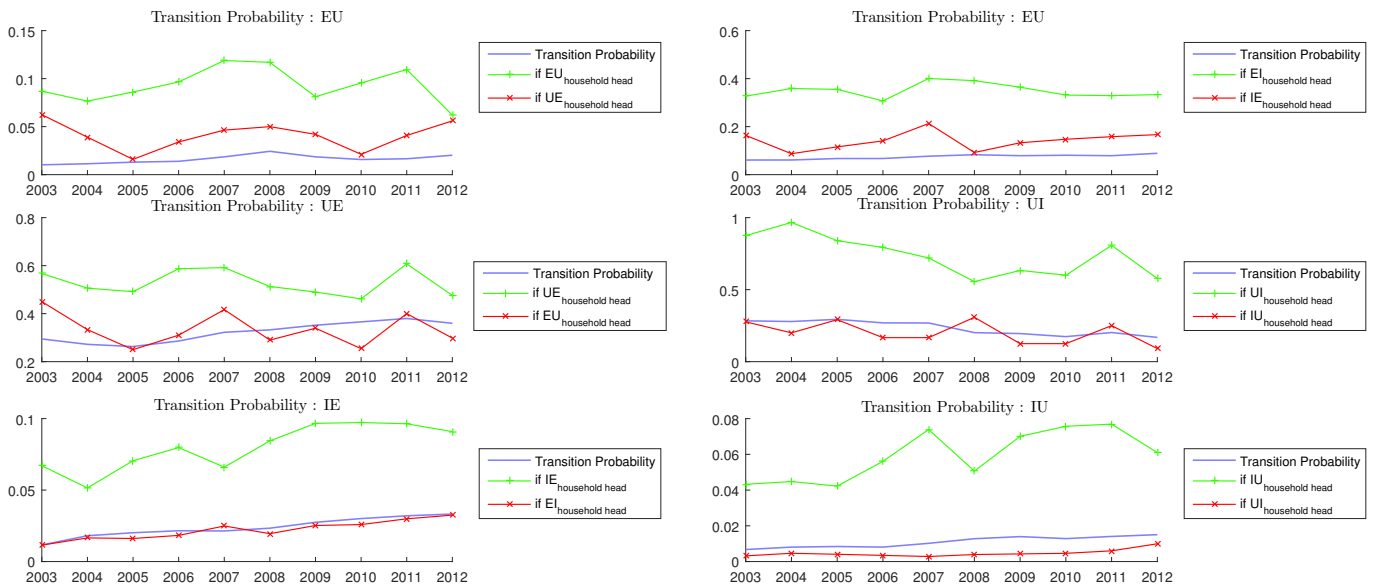 Transition Probability : EU
0.15
0.1
0.05
0
2003 2004 2005 2006 2007 2008 2009 2010 2011 2012
Transition Probability
if EU household head
if UE household head
Transition Probability : EU
0.6
0.4
0.2
0
2003 2004 2005 2006 2007 2008 2009 2010 2011 2012
Transition Probability
if EI household head
if IE household head
Transition Probability : UE
0.8
0.6
0.4
0.2
2003 2004 2005 2006 2007 2008 2009 2010 2011 2012
Transition Probability
if UE household head
if EU household head
Transition Probability : UI
1
0.5
0
2003 2004 2005 2006 2007 2008 2009 2010 2011 2012
Transition Probability
if UI household head
if IU household head
Transition Probability : IE
0.1
0.05
0
2003 2004 2005 2006 2007 2008 2009 2010 2011 2012
Transition Probability
if IE household head
if EI household head
Transition Probability : IU
0.08
0.06
0.04
0.02
0
2003 2004 2005 2006 2007 2008 2009 2010 2011 2012
Transition Probability
if IU household head
if UI household head